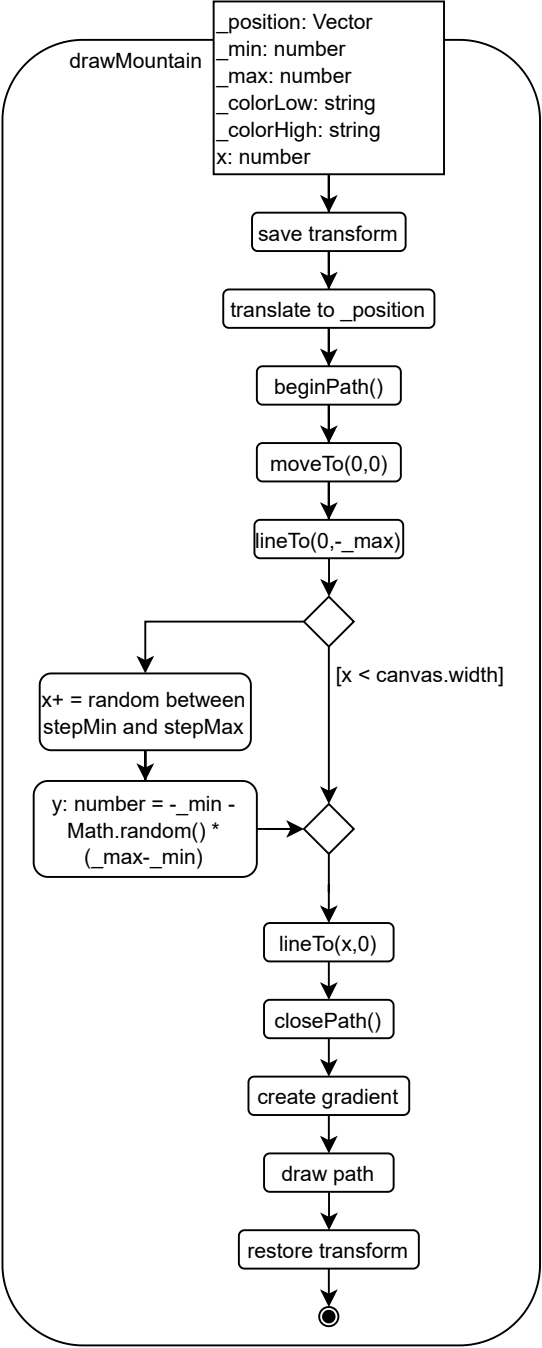 drawMountain
_position: Vector
_min: number
_max: number
_colorLow: string
_colorHigh: string
x: number
save transform
translate to _position
beginPath()
moveTo(0,0)
lineTo(0,-_max)
[x < canvas.width]
x+ = random between
stepMin and stepMax
y: number = -_min -
Math.random() *
(_max-_min)
lineTo(x,0)
closePath()
create gradient
draw path
restore transform